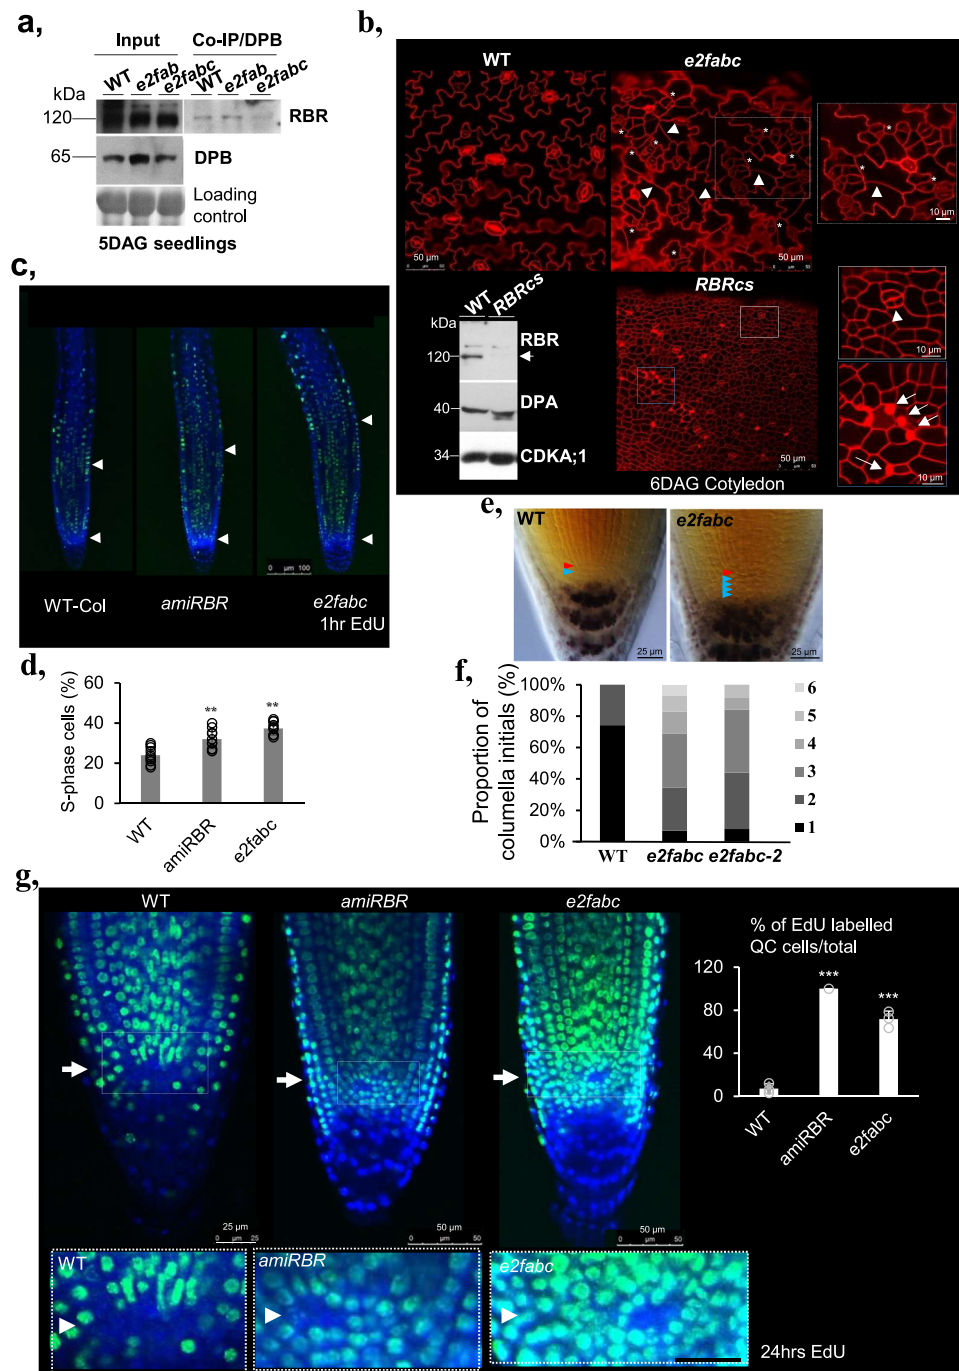 a,
Input
Co-IP/DPB
WT
e2fab
e2fabc
WT
e2fab
e2fabc
kDa
120
RBR
65
DPB
Loading
control
5DAG seedlings
b,
WT
e2fabc
50 µm
50 µm
10 µm
WT
RBRcs
kDa
RBR
120
40
DPA
34
CDKA;1
RBRcs
50 µm
10 µm
10 µm
6DAG Cotyledon
c,
0 µm 100
WT-Col
amiRBR
e2fabc
1hr EdU
d,
S-phase cells (%)
60
40
20
0
**
**
WT
amiRBR
e2fabc
e,
WT
e2fabc
25 µm
25 µm
f,
Proportion of
columella initials (%)
100%
80%
60%
40%
20%
0%
WT
e2fabc
e2fabc-2
6
5
4
3
2
1
g,
WT
amiRBR
e2fabc
25 µm
50 µm
50 µm
% of EdU labelled
QC cells/total
120
80
40
0
***
***
WT
amiRBR
e2fabc
WT
amiRBR
e2fabc
24hrs EdU